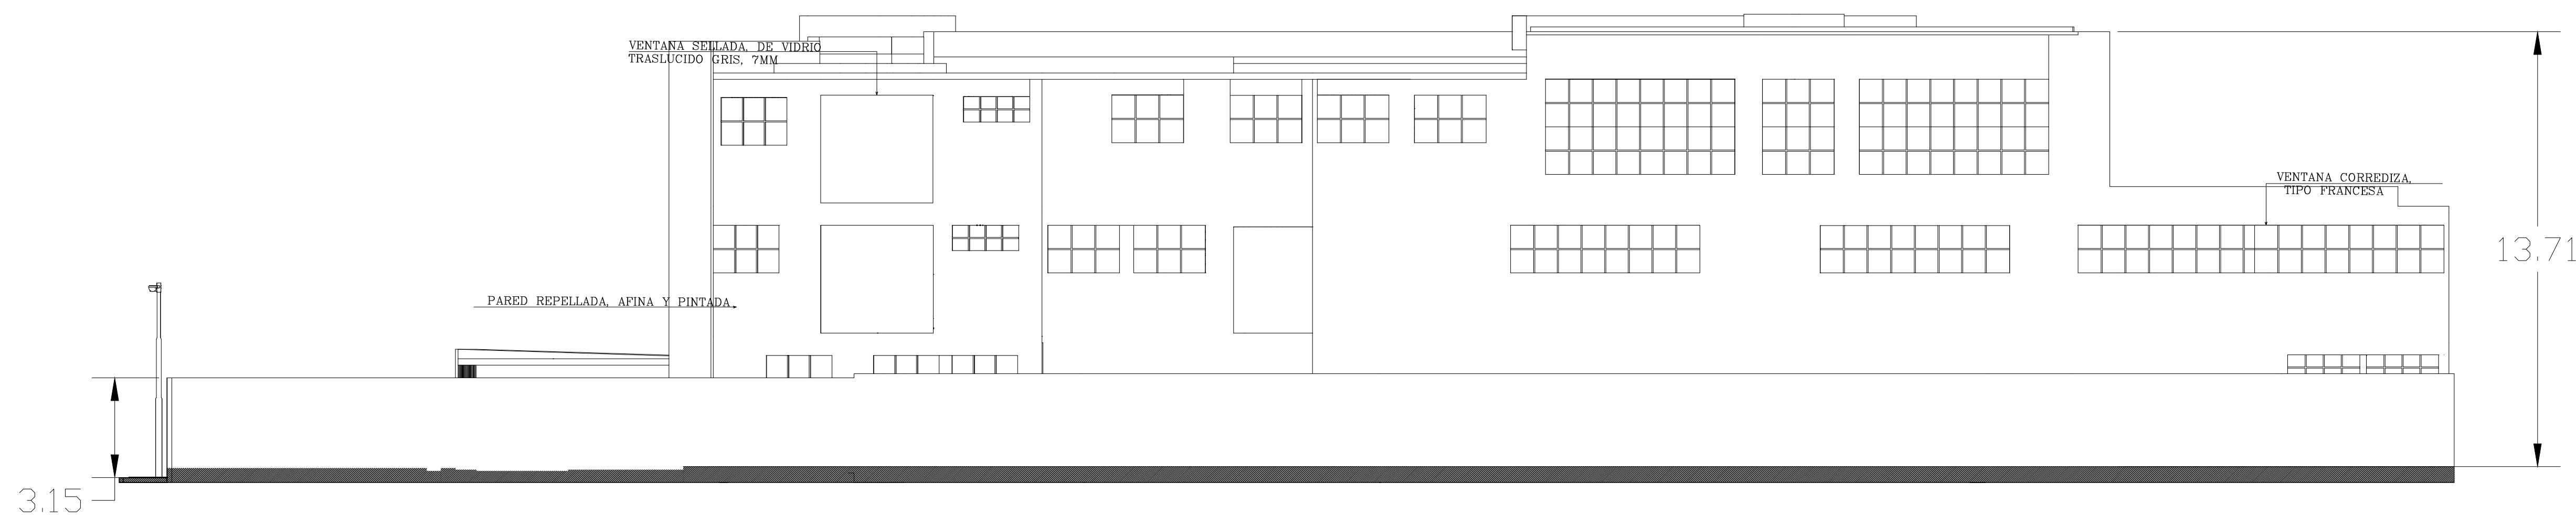 VENTANA SELLADA, DE VIDRIO
TRASLUCIDO GRIS, 7MM
VENTANA CORREDIZA,
TIPO FRANCESA
13.71
PARED REPELLADA, AFINA Y PINTADA
3.15